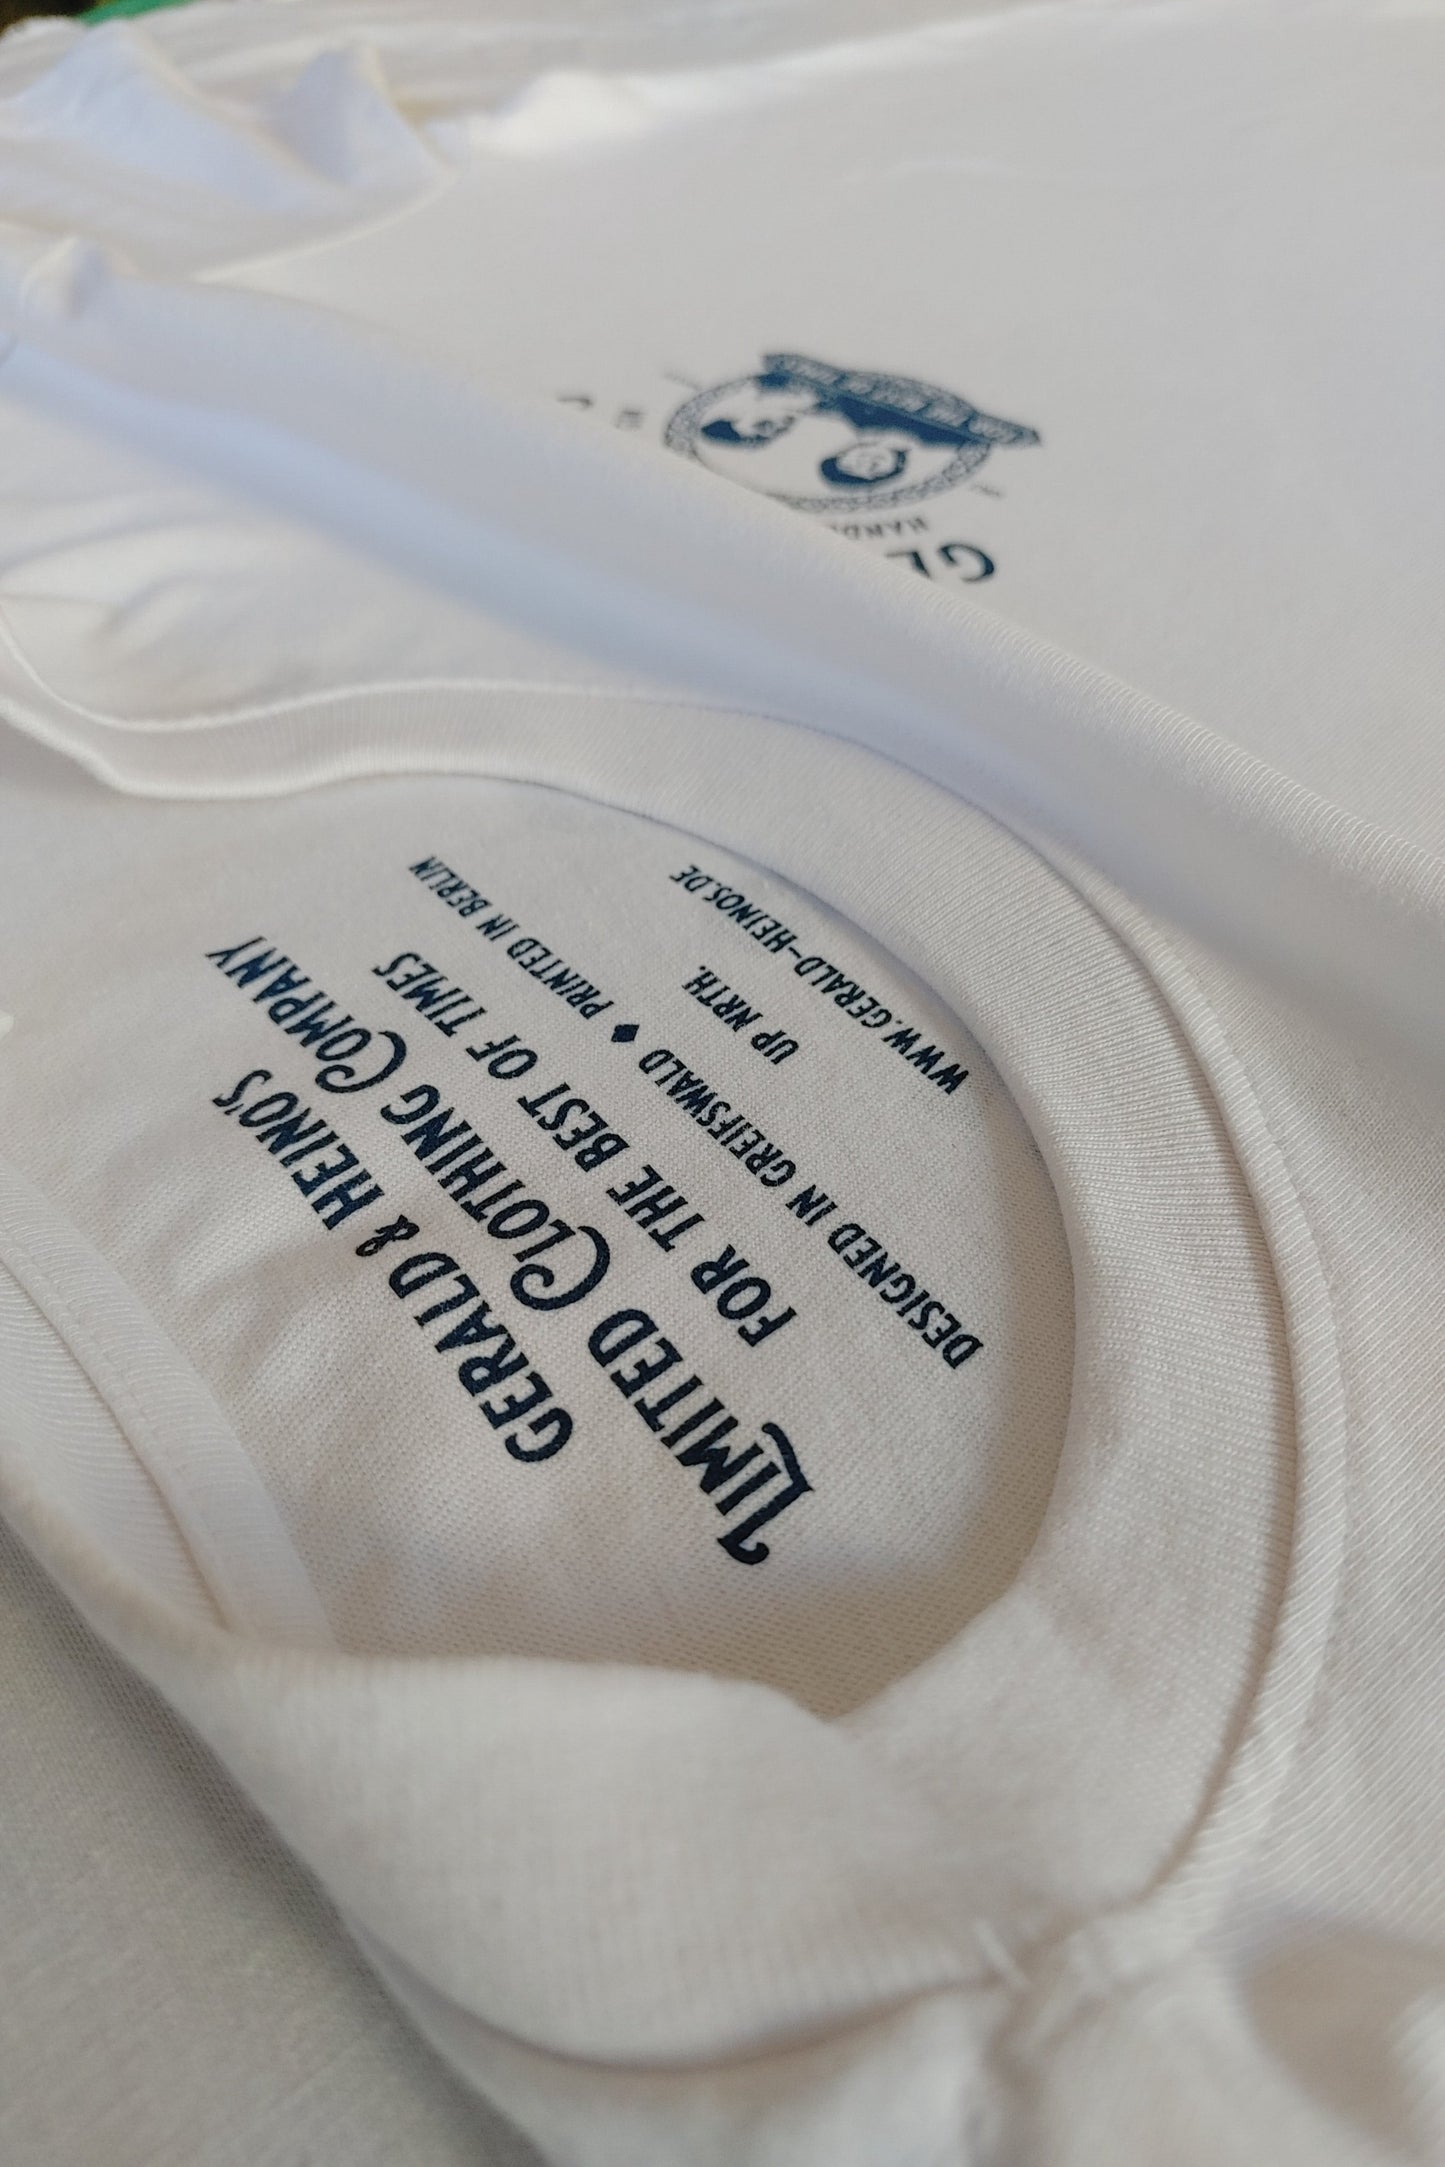 GERALD & HEINO'S
LIMITED CLOTHING COMPANY
FOR THE BEST OF TIMES
DESIGNED IN GREIFSWALD ♦ PRINTED IN BERLIN
UP NRTH.
WWW.GERALD-HEINOS.DE